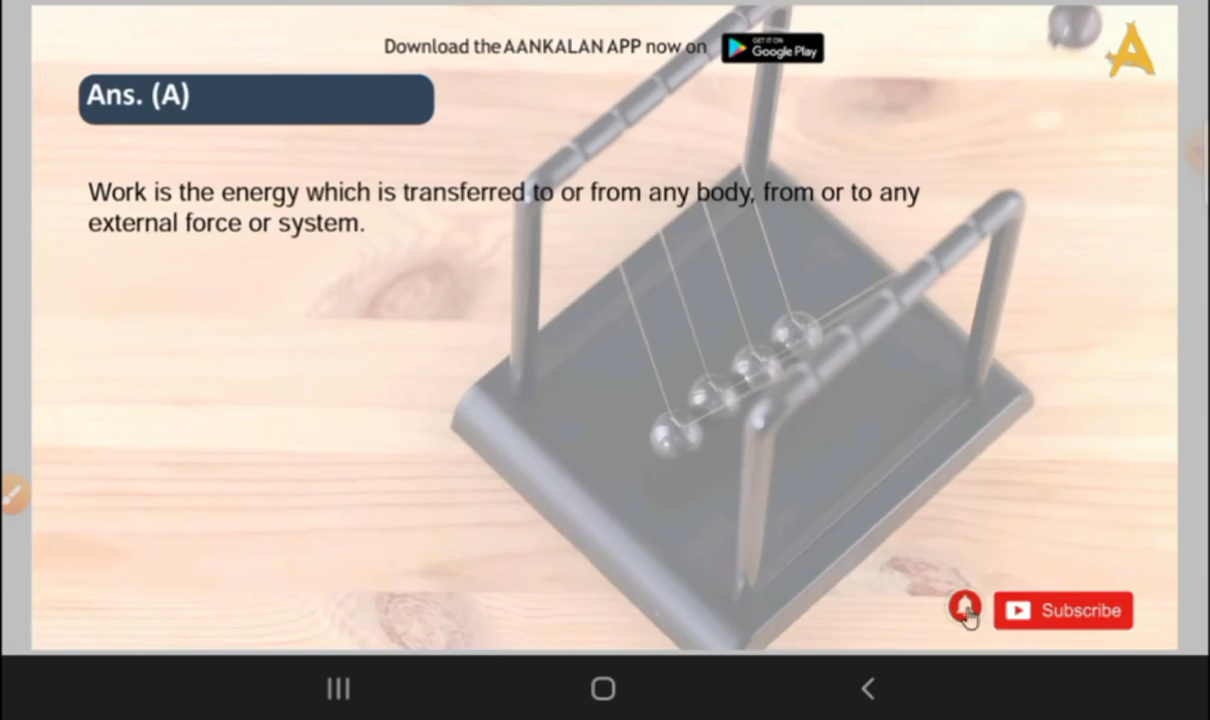 Download the AANKALAN APP now on
GET IT ON
Google Play
A
Ans. (A)
Work is the energy which is transferred to or from any body, from or to any
external force or system.
Subscribe